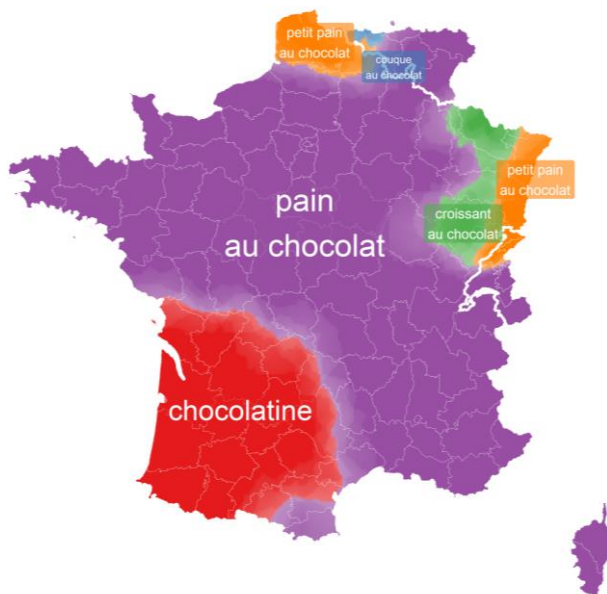 petit pain
au chocolat
couque
au chocolat
petit pain
au chocolat
croissant
au chocolat
pain
au chocolat
chocolatine